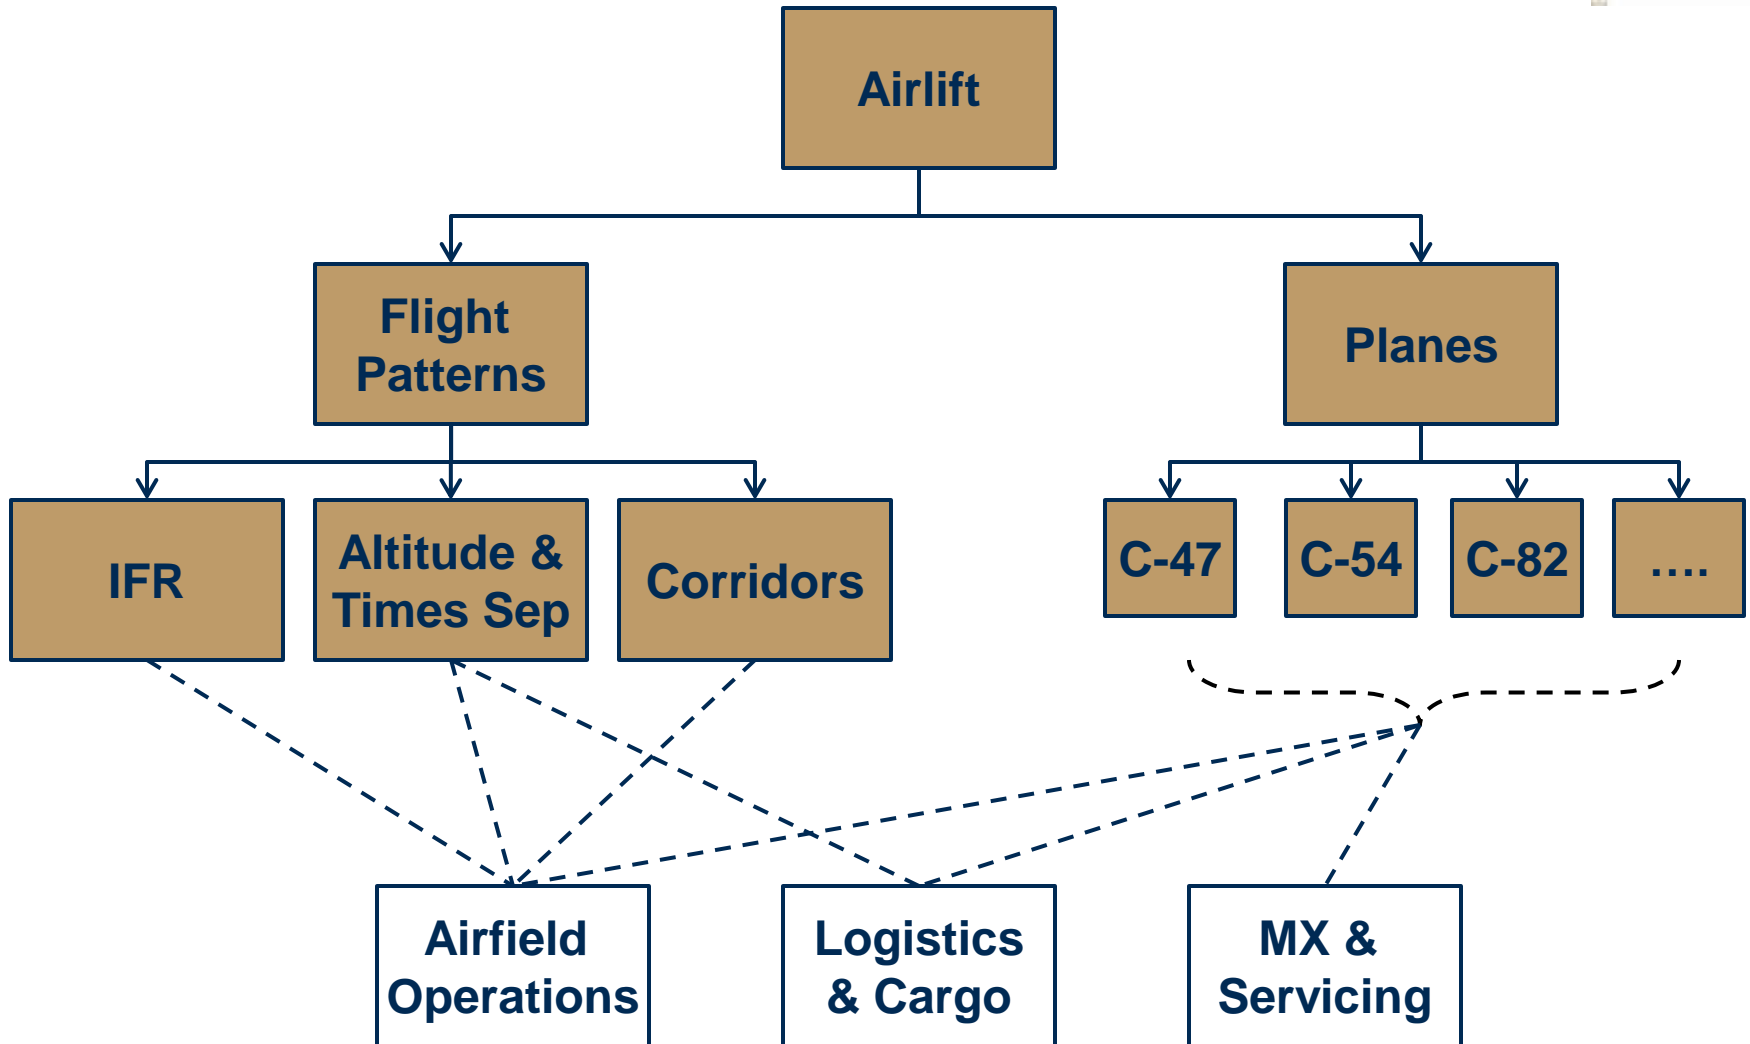 Airlift
Flight
Patterns
Planes
IFR
Altitude &
Times Sep
Corridors
C-47
C-54
C-82
....
Airfield
Operations
Logistics
& Cargo
MX &
Servicing